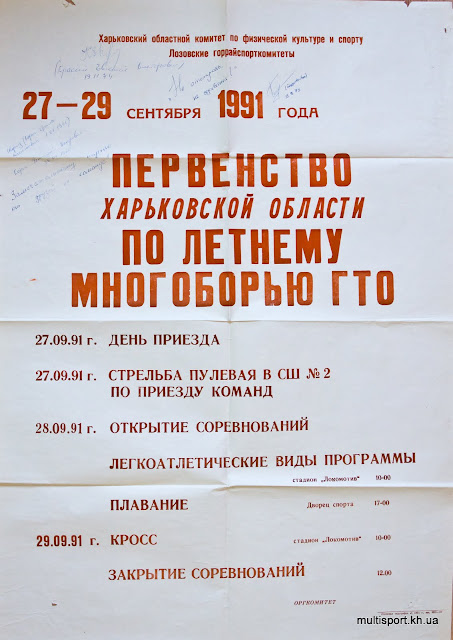 Харьковский областной комитет по физической культуре и спорту
Лозовские горрайспорткомитеты
27—29 СЕНТЯБРЯ 1991 ГОДА
ПЕРВЕНСТВО
ХАРЬКОВСКОЙ ОБЛАСТИ
ПО ЛЕТНЕМУ
МНОГОБОРЬЮ ГТО
27.09.91 г. ДЕНЬ ПРИЕЗДА
27.09.91 г. СТРЕЛЬБА ПУЛЕВАЯ В СШ № 2
ПО ПРИЕЗДУ КОМАНД
28.09.91 г. ОТКРЫТИЕ СОРЕВНОВАНИЙ
ЛЕГКОАТЛЕТИЧЕСКИЕ ВИДЫ ПРОГРАММЫ
стадион „Локомотив" 10-00
ПЛАВАНИЕ Дворец спорта 17-00
29.09.91 г. КРОСС стадион „Локомотив" 10-00
ЗАКРЫТИЕ СОРЕВНОВАНИЙ 12.00
ОРГКОМИТЕТ
multisport.kh.ua